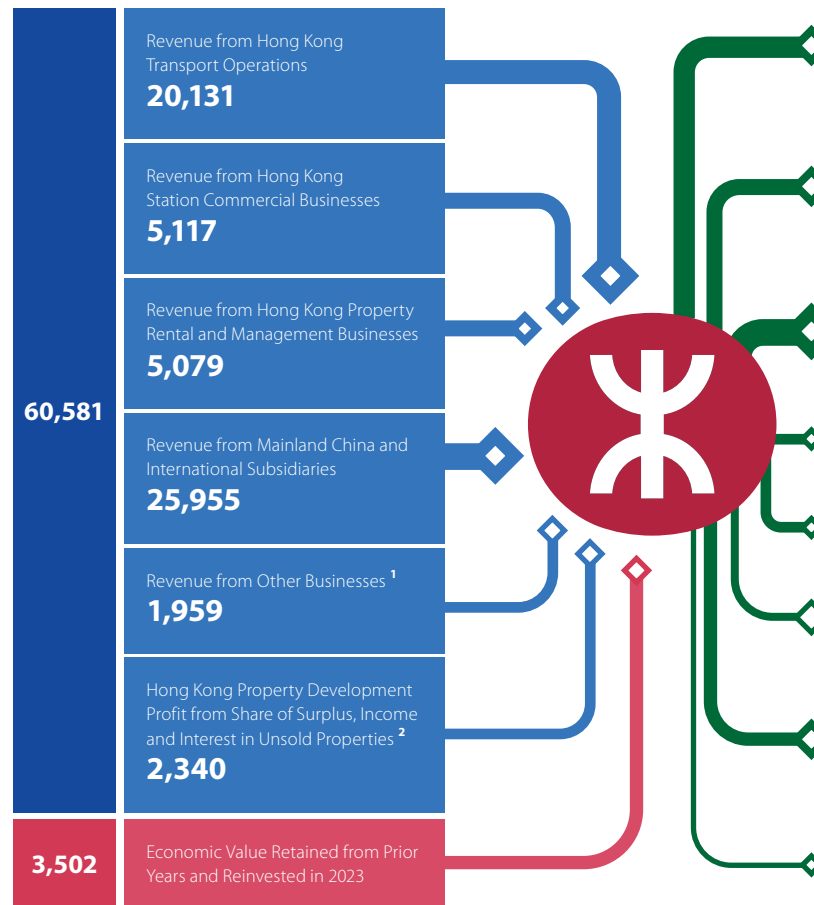 60,581
Revenue from Hong Kong
Transport Operations
20,131
Revenue from Hong Kong
Station Commercial Businesses
5,117
Revenue from Hong Kong Property
Rental and Management Businesses
5,079
Revenue from Mainland China and
International Subsidiaries
25,955
Revenue from Other Businesses 1
1,959
Hong Kong Property Development
Profit from Share of Surplus, Income
and Interest in Unsold Properties 2
2,340
3,502
Economic Value Retained from Prior
Years and Reinvested in 2023